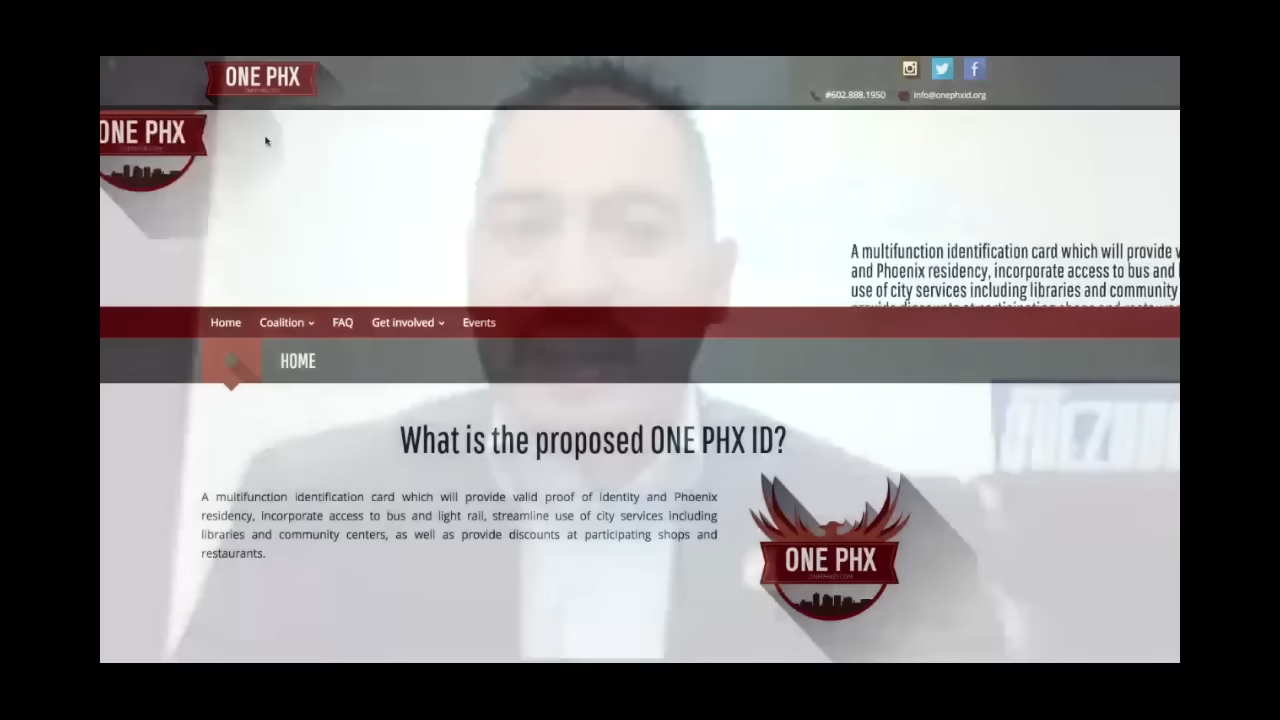 ONE PHX
#602.888.1950
info@onephxid.org
ONE PHX
A multifunction identification card which will provide
and Phoenix residency, incorporate access to bus and
use of city services including libraries and community
Home
Coalition
FAQ
Get involved
Events
HOME
What is the proposed ONE PHX ID?
A multifunction identification card which will provide valid proof of Identity and Phoenix
residency, incorporate access to bus and light rail, streamline use of city services including
libraries and community centers, as well as provide discounts at participating shops and
restaurants.
ONE PHX